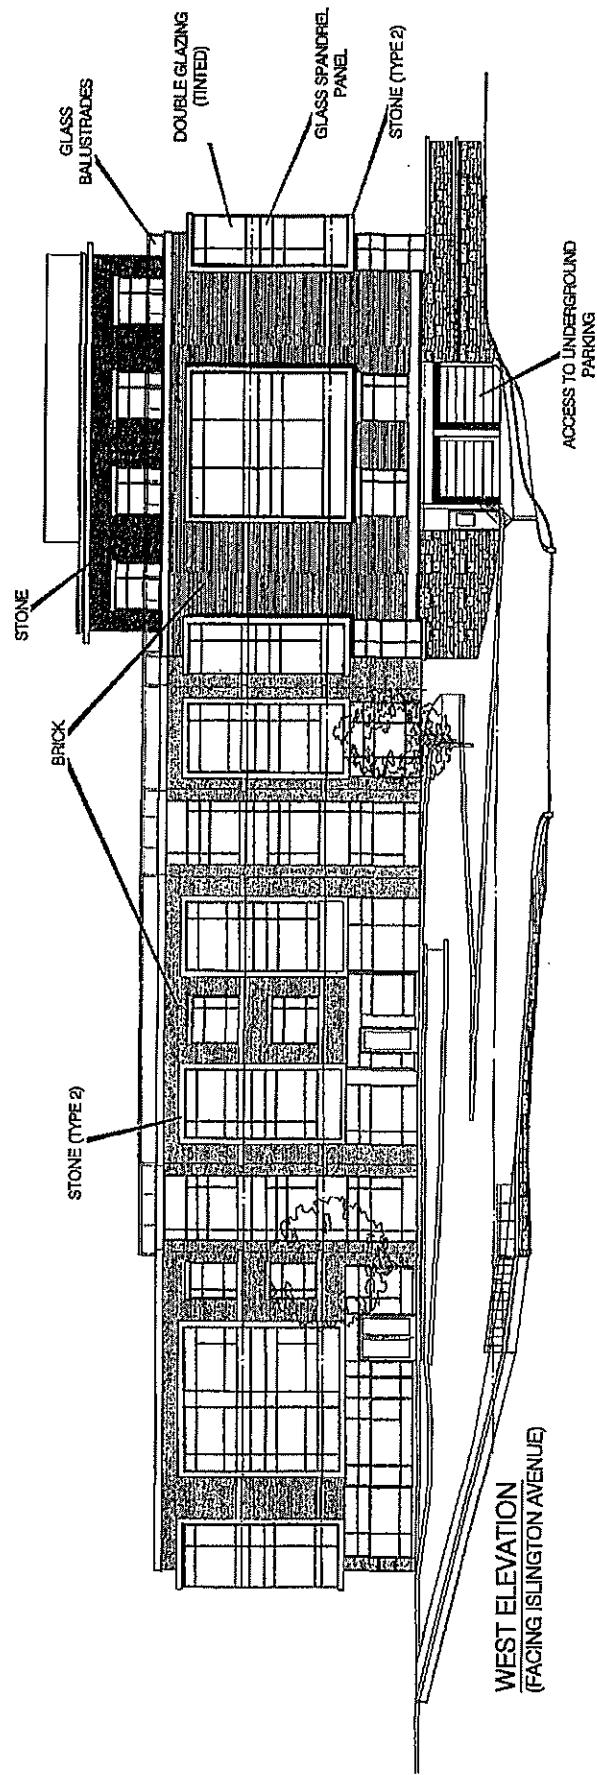 STONE (TYPE 2)
BRICK
STONE
GLASS
BALUSTRADES
DOUBLE GLAZING
(TINTED)
GLASS SPANDREL
PANEL
STONE (TYPE 2)
ACCESS TO UNDERGROUND
PARKING
WEST ELEVATION
(FACING ISLINGTON AVENUE)